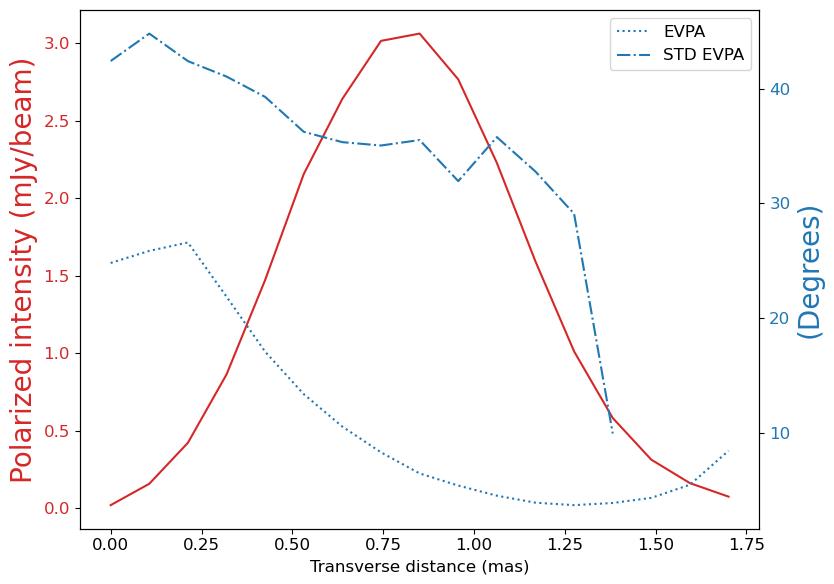 EVPA
STD EVPA
Polarized intensity (mJy/beam)
3.0
2.5
2.0
1.5
1.0
0.5
0.0
40
30
20
10
(Degrees)
0.00 0.25 0.50 0.75 1.00 1.25 1.50 1.75
Transverse distance (mas)